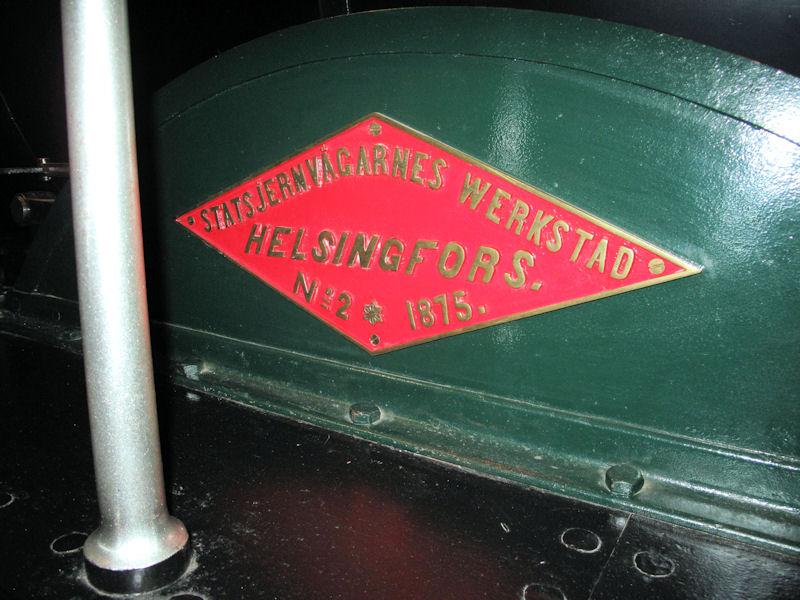 STATSJERNVÄGARNES WERKSTAD
HELSINGFORS.
No 2 * 1875.